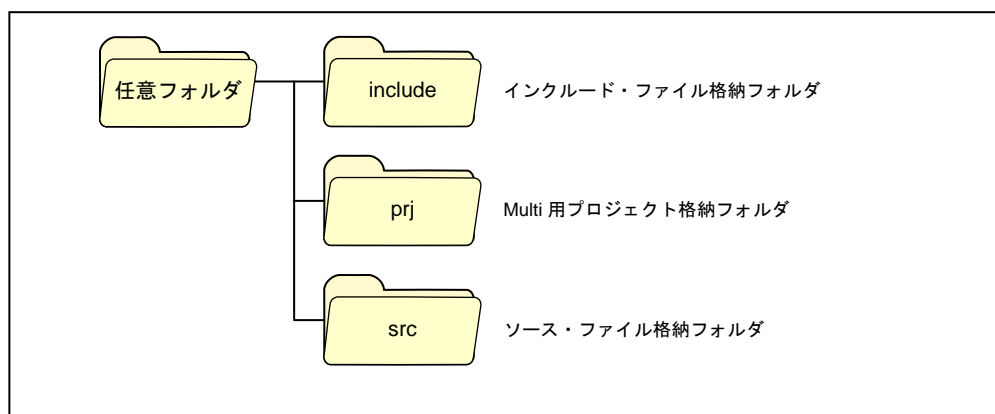 任意フォルダ
include
インクルード・ファイル格納フォルダ
prj
Multi 用プロジェクト格納フォルダ
src
ソース・ファイル格納フォルダ